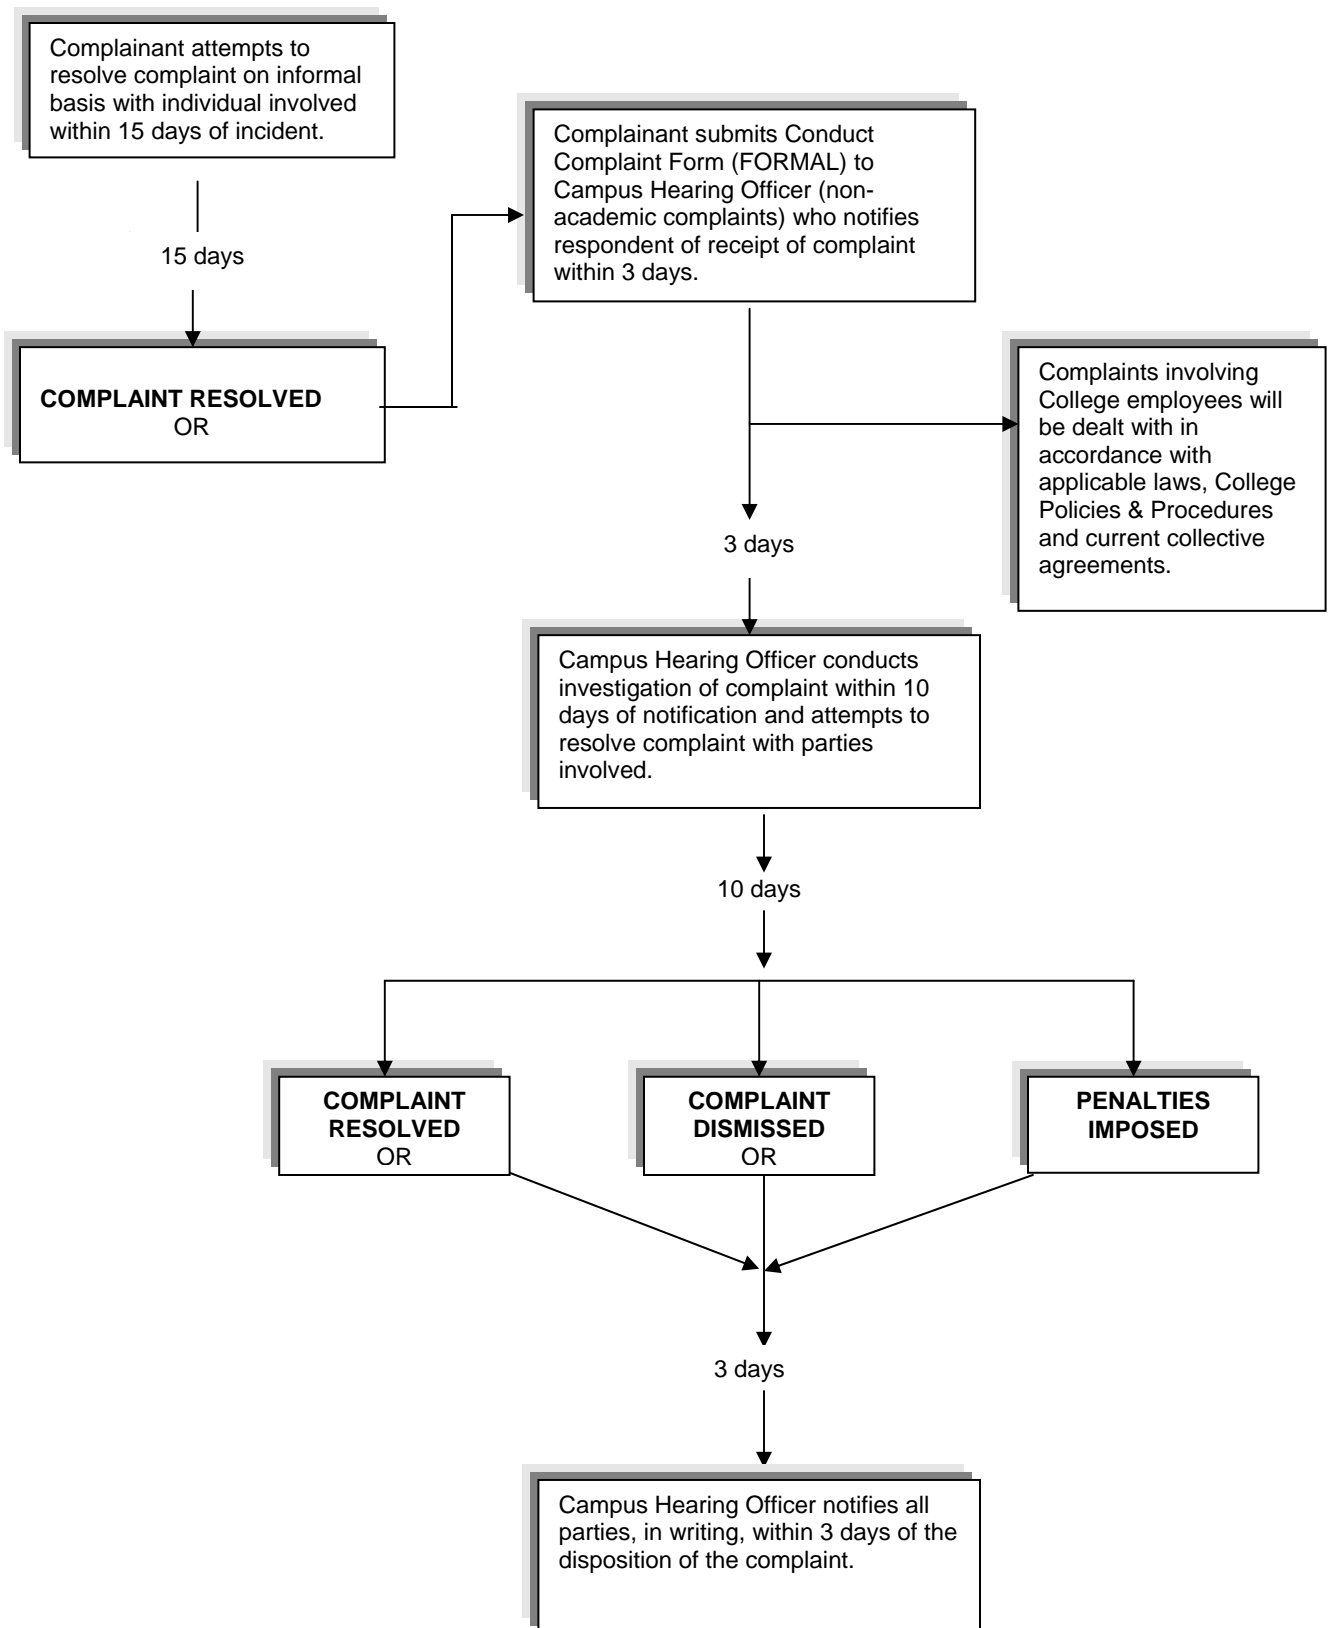 Complainant attempts to
resolve complaint on informal
basis with individual involved
within 15 days of incident.
15 days
COMPLAINT RESOLVED
OR
Complainant submits Conduct
Complaint Form (FORMAL) to
Campus Hearing Officer (non-
academic complaints) who notifies
respondent of receipt of complaint
within 3 days.
Complaints involving
College employees will
be dealt with in
accordance with
applicable laws, College
Policies & Procedures
and current collective
agreements.
3 days
Campus Hearing Officer conducts
investigation of complaint within 10
days of notification and attempts to
resolve complaint with parties
involved.
10 days
COMPLAINT
RESOLVED
OR
COMPLAINT
DISMISSED
OR
PENALTIES
IMPOSED
3 days
Campus Hearing Officer notifies all
parties, in writing, within 3 days of the
disposition of the complaint.